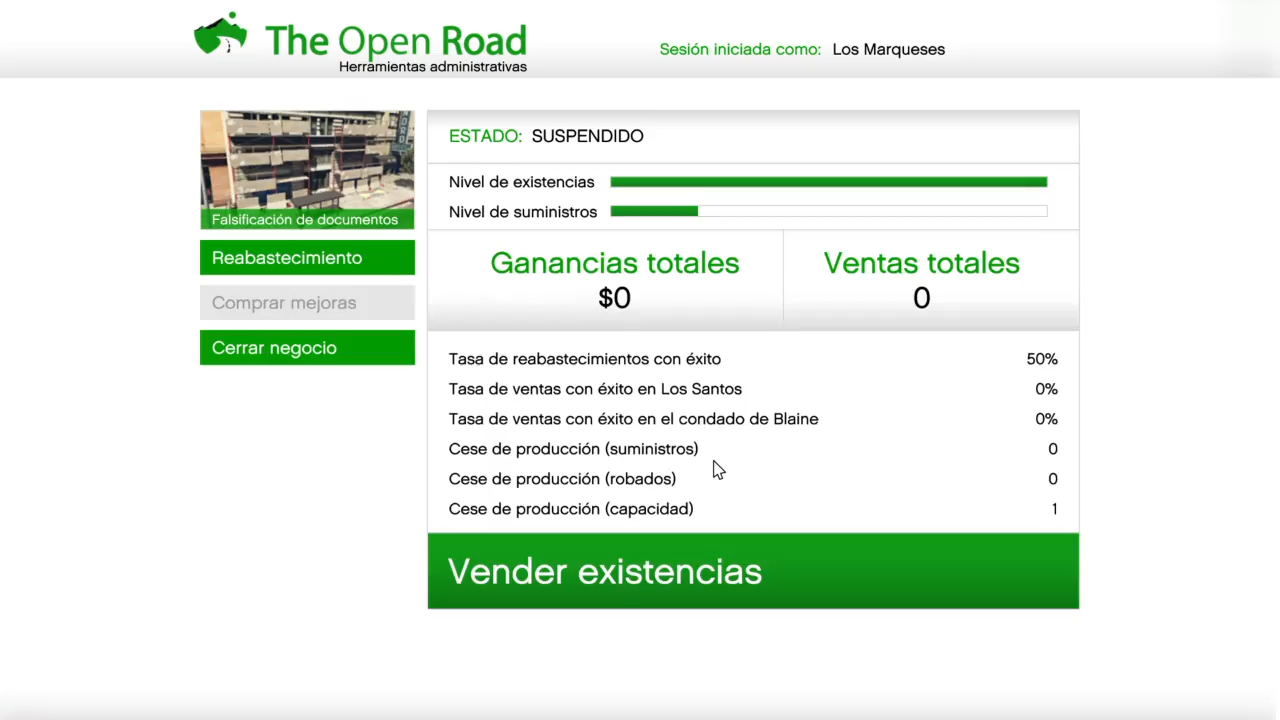 The Open Road
Herramientas administrativas
Sesión iniciada como: Los Marqueses
Falsificación de documentos
Reabastecimiento
Comprar mejoras
Cerrar negocio
ESTADO: SUSPENDIDO
Nivel de existencias
Nivel de suministros
Ganancias totales
$0
Ventas totales
0
Tasa de reabastecimientos con éxito 50%
Tasa de ventas con éxito en Los Santos 0%
Tasa de ventas con éxito en el condado de Blaine 0%
Cese de producción (suministros) 0
Cese de producción (robados) 0
Cese de producción (capacidad) 1
Vender existencias